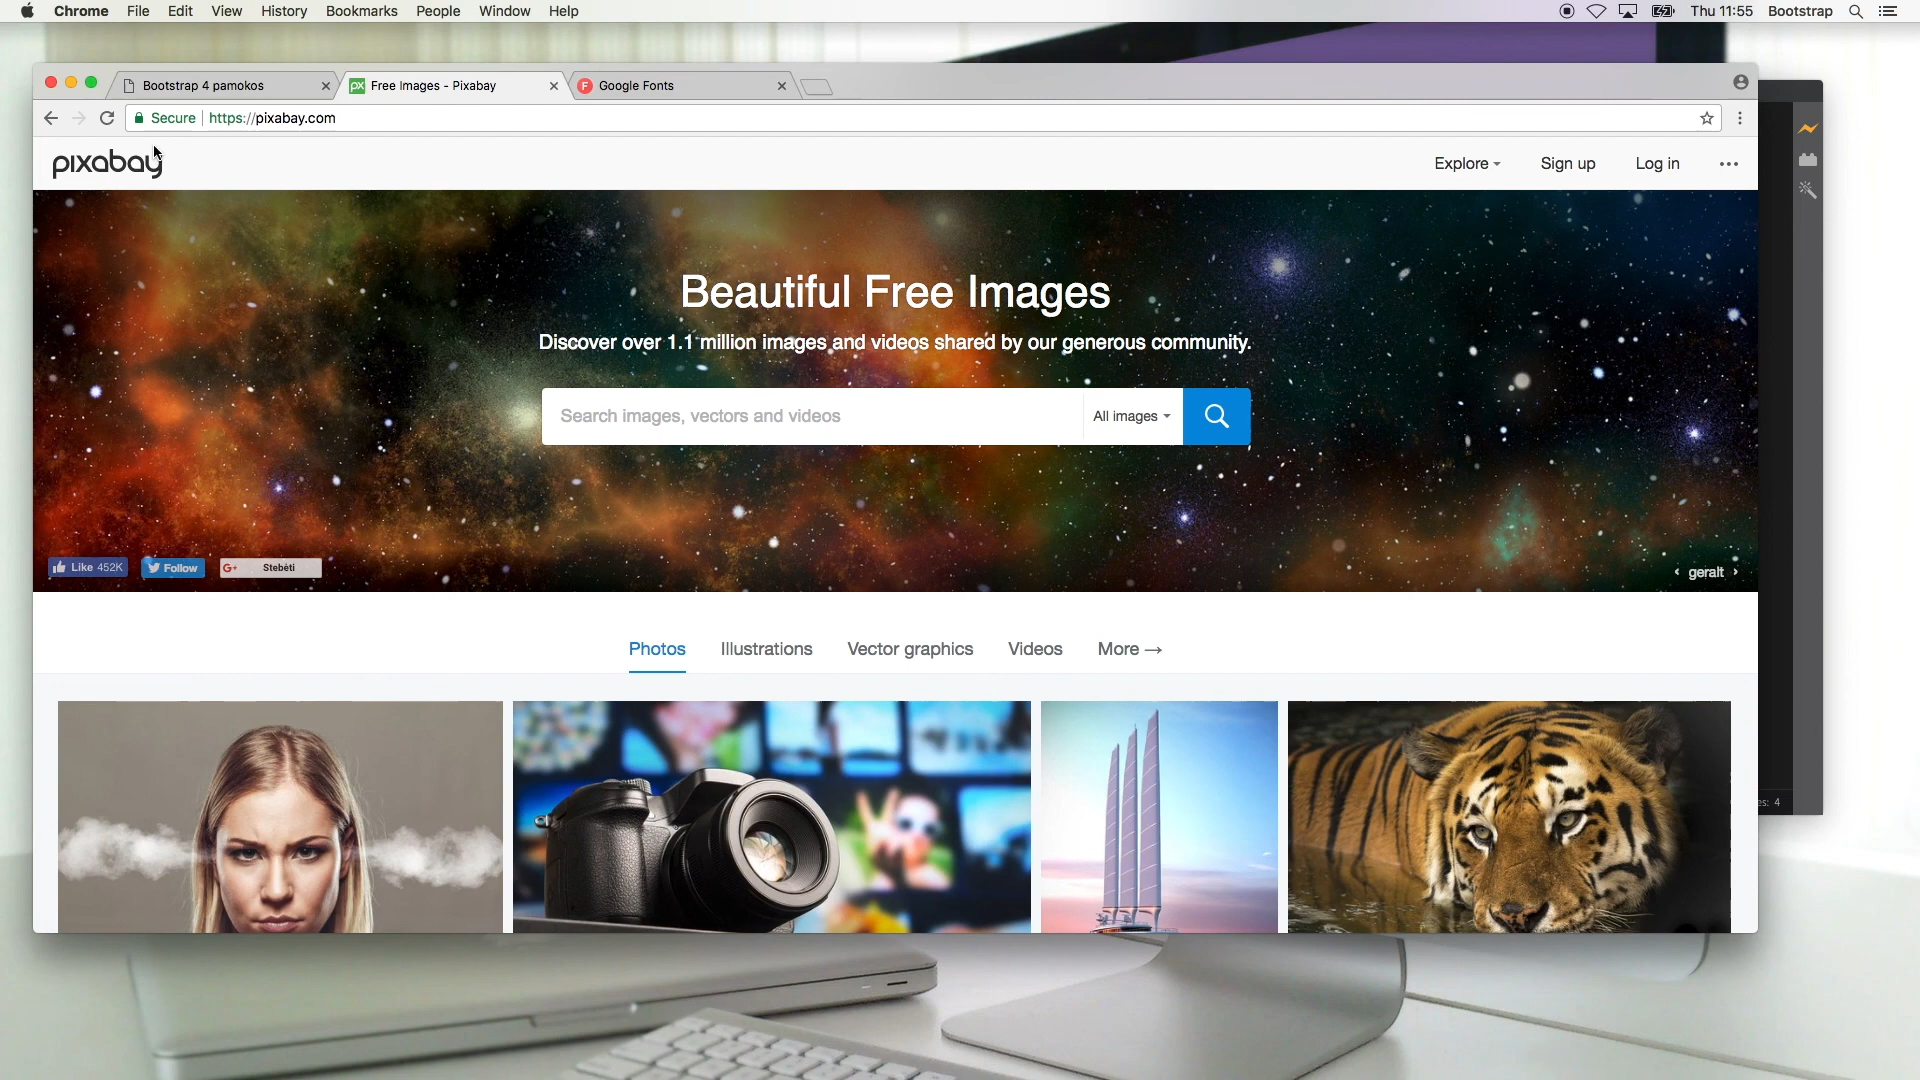 Chrome File Edit View History Bookmarks People Window Help
Thu 11:55 Bootstrap
Bootstrap 4 pamokos
px Free Images - Pixabay
F Google Fonts
Secure https://pixabay.com
pixabay
Explore Sign up Log in
Beautiful Free Images
Discover over 1.1 million images and videos shared by our generous community.
Search images, vectors and videos
All images
Like 452K
Follow
G+ Stebėti
‹ geralt ›
Photos Illustrations Vector graphics Videos More →
es: 4